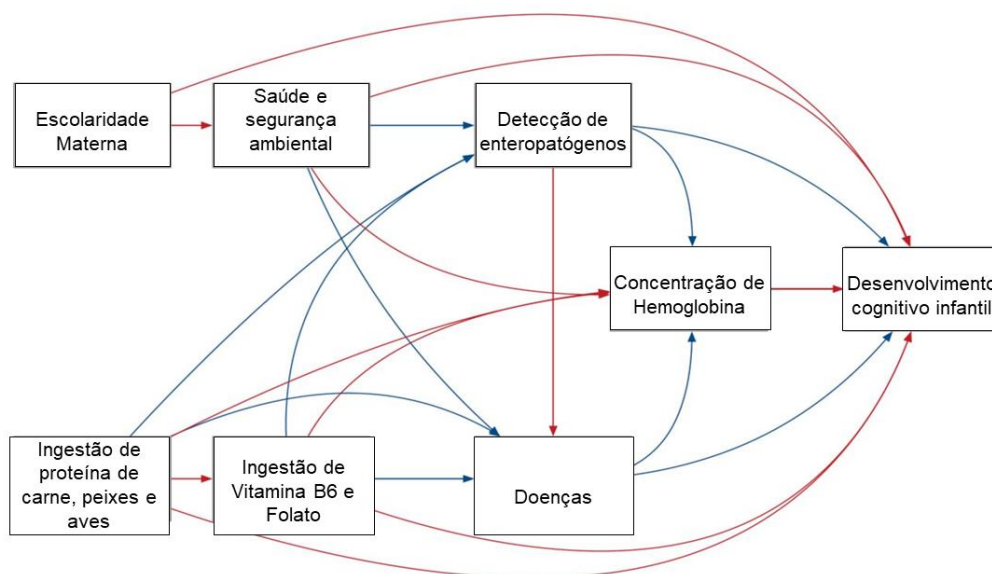 Escolaridade
Materna
Saúde e
segurança
ambiental
Detecção de
enteropatógenos
Concentração de
Hemoglobina
Desenvolvimento
cognitivo infantil
Ingestão de
proteína de
carne, peixes e
aves
Ingestão de
Vitamina B6 e
Folato
Doenças